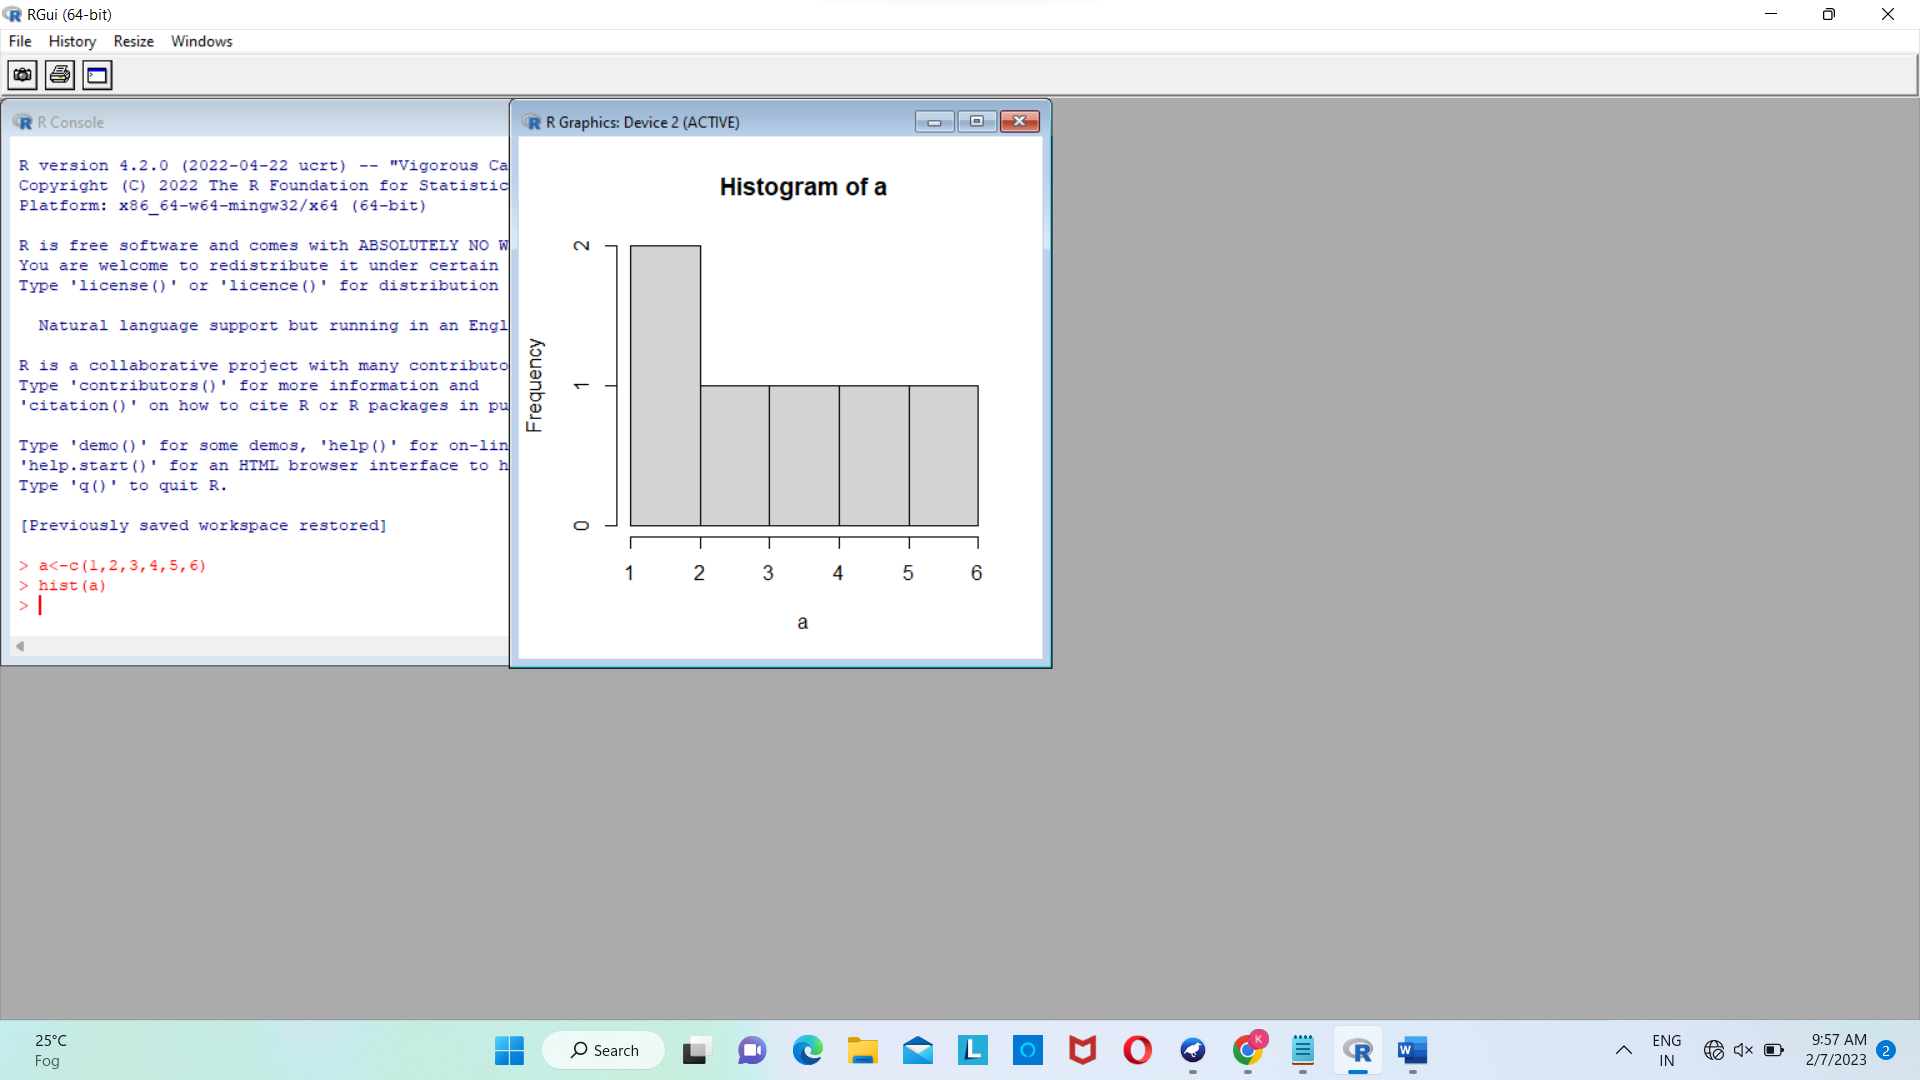 RGui (64-bit)
File History Resize Windows
R Console
R version 4.2.0 (2022-04-22 ucrt) -- "Vigorous Ca
Copyright (C) 2022 The R Foundation for Statistic
Platform: x86_64-w64-mingw32/x64 (64-bit)
R is free software and comes with ABSOLUTELY NO W
You are welcome to redistribute it under certain
Type 'license()' or 'licence()' for distribution
Natural language support but running in an Engl
R is a collaborative project with many contributo
Type 'contributors()' for more information and
'citation()' on how to cite R or R packages in pu
Type 'demo()' for some demos, 'help()' for on-lin
'help.start()' for an HTML browser interface to h
Type 'q()' to quit R.
[Previously saved workspace restored]
> a<-c(1,2,3,4,5,6)
> hist(a)
>
R Graphics: Device 2 (ACTIVE)
Histogram of a
Frequency
2
1
0
1 2 3 4 5 6
a
25°C
Fog
Search
L
K
R
W
ENG
IN
9:57 AM
2/7/2023
2